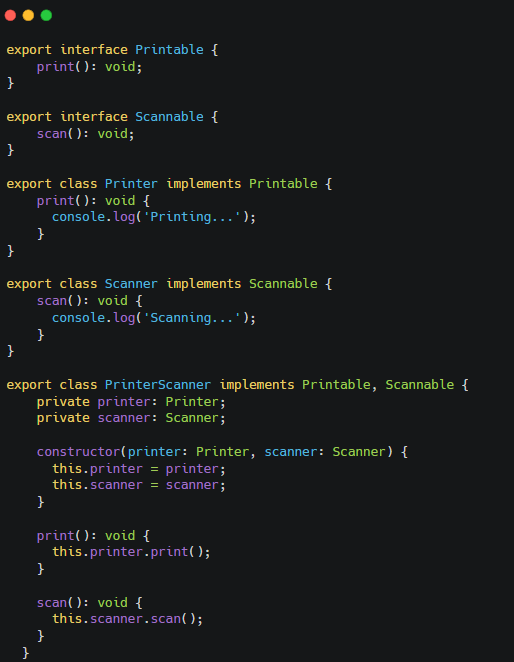 export interface Printable {
    print(): void;
}

export interface Scannable {
    scan(): void;
}

export class Printer implements Printable {
    print(): void {
      console.log('Printing...');
    }
}

export class Scanner implements Scannable {
    scan(): void {
      console.log('Scanning...');
    }
}

export class PrinterScanner implements Printable, Scannable {
    private printer: Printer;
    private scanner: Scanner;

    constructor(printer: Printer, scanner: Scanner) {
      this.printer = printer;
      this.scanner = scanner;
    }

    print(): void {
      this.printer.print();
    }

    scan(): void {
      this.scanner.scan();
    }
  }